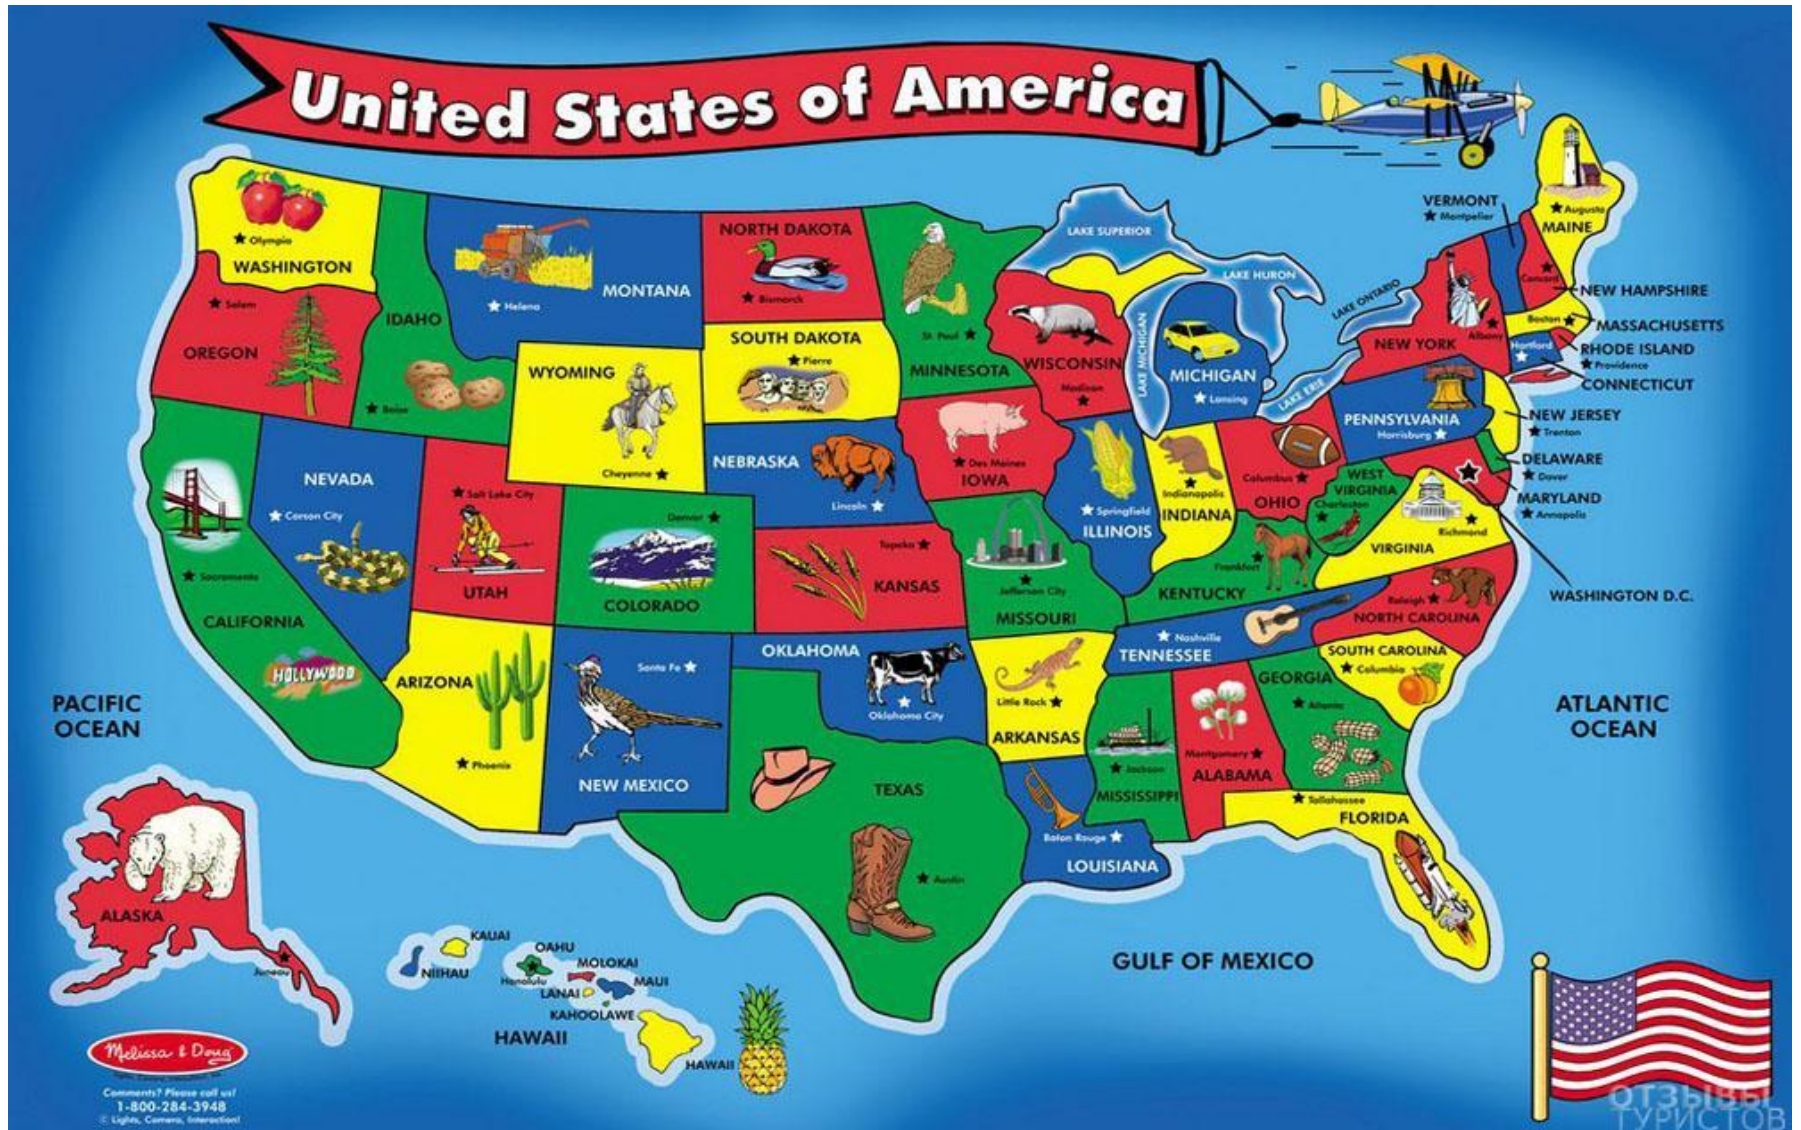 United States of America
Olympia
WASHINGTON
Salem
OREGON
IDAHO
Boise
MONTANA
Helena
NORTH DAKOTA
Bismarck
SOUTH DAKOTA
Pierre
WYOMING
Cheyenne
St. Paul
MINNESOTA
LAKE SUPERIOR
LAKE HURON
LAKE MICHIGAN
LAKE ONTARIO
LAKE ERIE
WISCONSIN
Madison
MICHIGAN
Lansing
VERMONT
Montpelier
Augusta
MAINE
Concord
NEW HAMPSHIRE
Boston
MASSACHUSETTS
RHODE ISLAND
Providence
Hartford
CONNECTICUT
NEW YORK
Albany
PENNSYLVANIA
Harrisburg
NEW JERSEY
Trenton
DELAWARE
Dover
MARYLAND
Annapolis
WASHINGTON D.C.
NEVADA
Carson City
Salt Lake City
UTAH
Sacramento
CALIFORNIA
HOLLYWOOD
Denver
COLORADO
NEBRASKA
Lincoln
Topeka
KANSAS
Des Moines
IOWA
Jefferson City
MISSOURI
Springfield
ILLINOIS
Indianapolis
INDIANA
Columbus
OHIO
WEST
VIRGINIA
Charleston
Richmond
VIRGINIA
Frankfort
KENTUCKY
Nashville
TENNESSEE
Raleigh
NORTH CAROLINA
SOUTH CAROLINA
Columbia
GEORGIA
Atlanta
ARIZONA
Phoenix
Santa Fe
NEW MEXICO
OKLAHOMA
Oklahoma City
Little Rock
ARKANSAS
Jackson
MISSISSIPPI
Montgomery
ALABAMA
Tallahassee
FLORIDA
TEXAS
Austin
Baton Rouge
LOUISIANA
PACIFIC
OCEAN
ATLANTIC
OCEAN
GULF OF MEXICO
ALASKA
Juneau
KAUAI
NIIHAU
OAHU
Honolulu
MOLOKAI
LANAI
MAUI
KAHOOLAWE
HAWAII
HAWAII
Melissa & Doug
Comments? Please call us!
1-800-284-3948
© Lights, Camera, Interaction!
ОТЗЫВЫ
ТУРИСТОВ